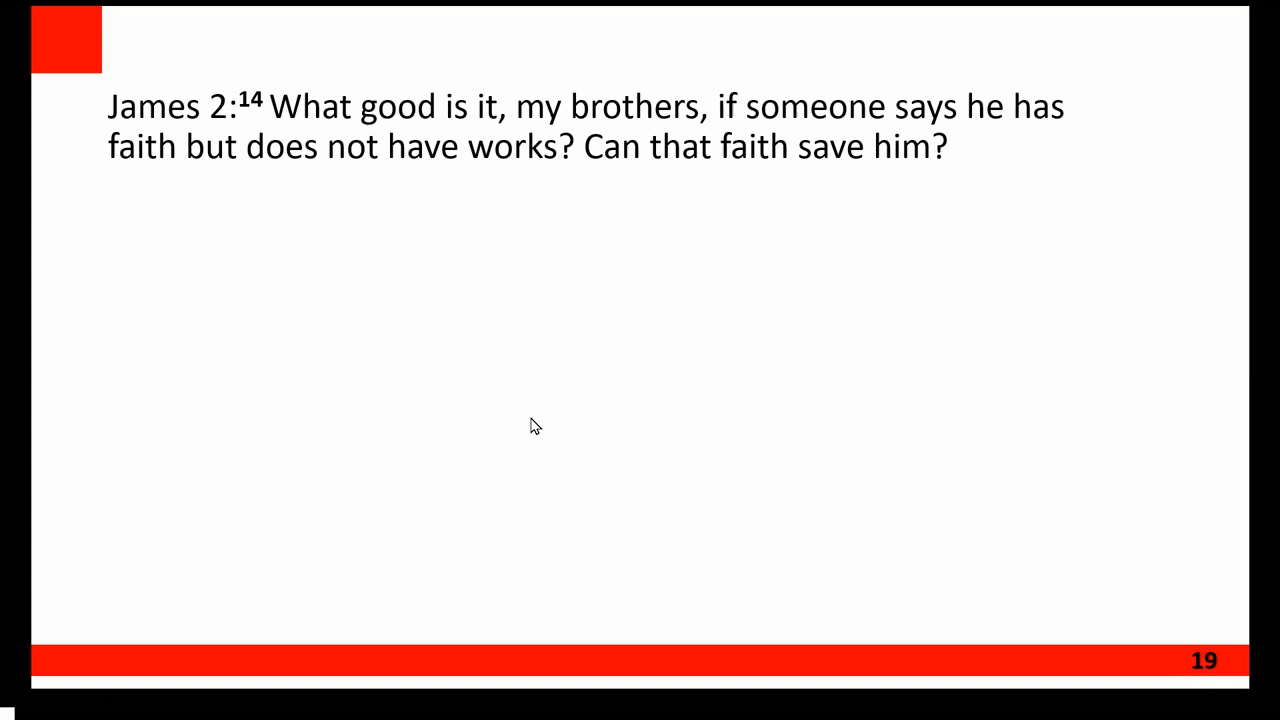 James 2:14 What good is it, my brothers, if someone says he has
faith but does not have works? Can that faith save him?
19